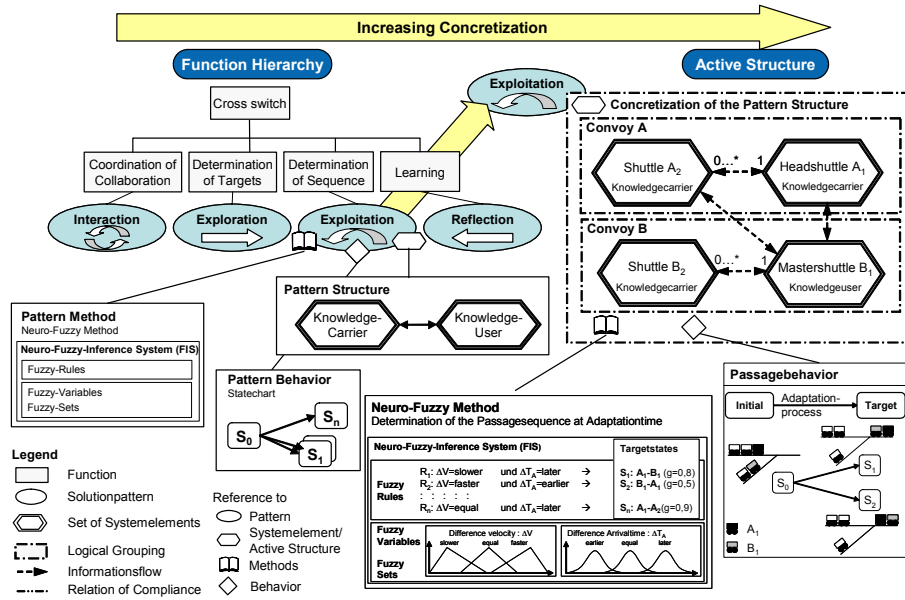 Increasing Concretization
Function Hierarchy
Active Structure
Cross switch
Coordination of
Collaboration
Determination
of Targets
Determination
of Sequence
Learning
Interaction
Exploration
Exploitation
Reflection
Exploitation
Concretization of the Pattern Structure
Convoy A
Shuttle A2
Knowledgecarrier
0...*
1
Headshuttle A1
Knowledgecarrier
Convoy B
Shuttle B2
Knowledgecarrier
0...*
1
Mastershuttle B1
Knowledgeuser
Pattern Structure
Knowledge-
Carrier
Knowledge-
User
Pattern Method
Neuro-Fuzzy Method
Neuro-Fuzzy-Inference System (FIS)
Fuzzy-Rules
Fuzzy-Variables
Fuzzy-Sets
Pattern Behavior
Statechart
S0
Sn
S1
Neuro-Fuzzy Method
Determination of the Passagesequence at Adaptationtime
Neuro-Fuzzy-Inference System (FIS)
Targetstates
Fuzzy
Rules
R1: ΔV=slower und ΔTA=later → S1: A1-B1 (g=0,8)
R2: ΔV=faster und ΔTA=earlier → S2: B1-A1 (g=0,5)
: : : : :
Rn: ΔV=equal und ΔTA=later → Sn: A1-A2(g=0,9)
Fuzzy
Variables
Fuzzy
Sets
Difference velocity : ΔV
slower equal faster
Difference Arrivaltime : ΔTA
earlier equal later
Passagebehavior
Initial
Adaptation-
process
Target
S0
S1
S2
A1
B1
Legend
Function
Solutionpattern
Set of Systemelements
Logical Grouping
Informationsflow
Relation of Compliance
Reference to
Pattern
Systemelement/
Active Structure
Methods
Behavior